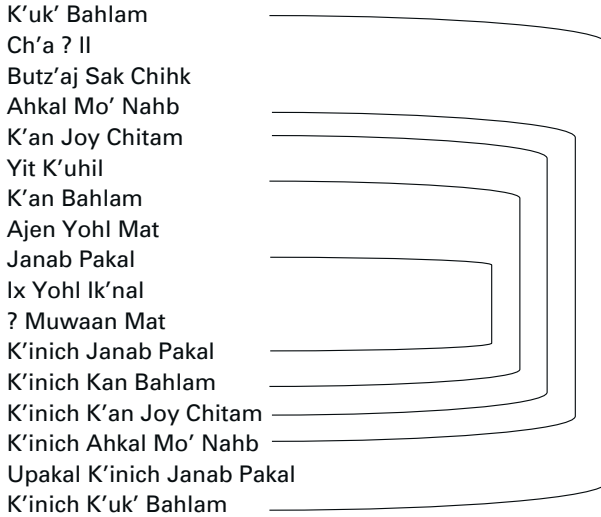 K’uk’ Bahlam
Ch’a ? II
Butz’aj Sak Chihk
Ahkal Mo’ Nahb
K’an Joy Chitam
Yit K’uhil
K’an Bahlam
Ajen Yohl Mat
Janab Pakal
Ix Yohl Ik’nal
? Muwaan Mat
K’inich Janab Pakal
K’inich Kan Bahlam
K’inich K’an Joy Chitam
K’inich Ahkal Mo’ Nahb
Upakal K’inich Janab Pakal
K’inich K’uk’ Bahlam